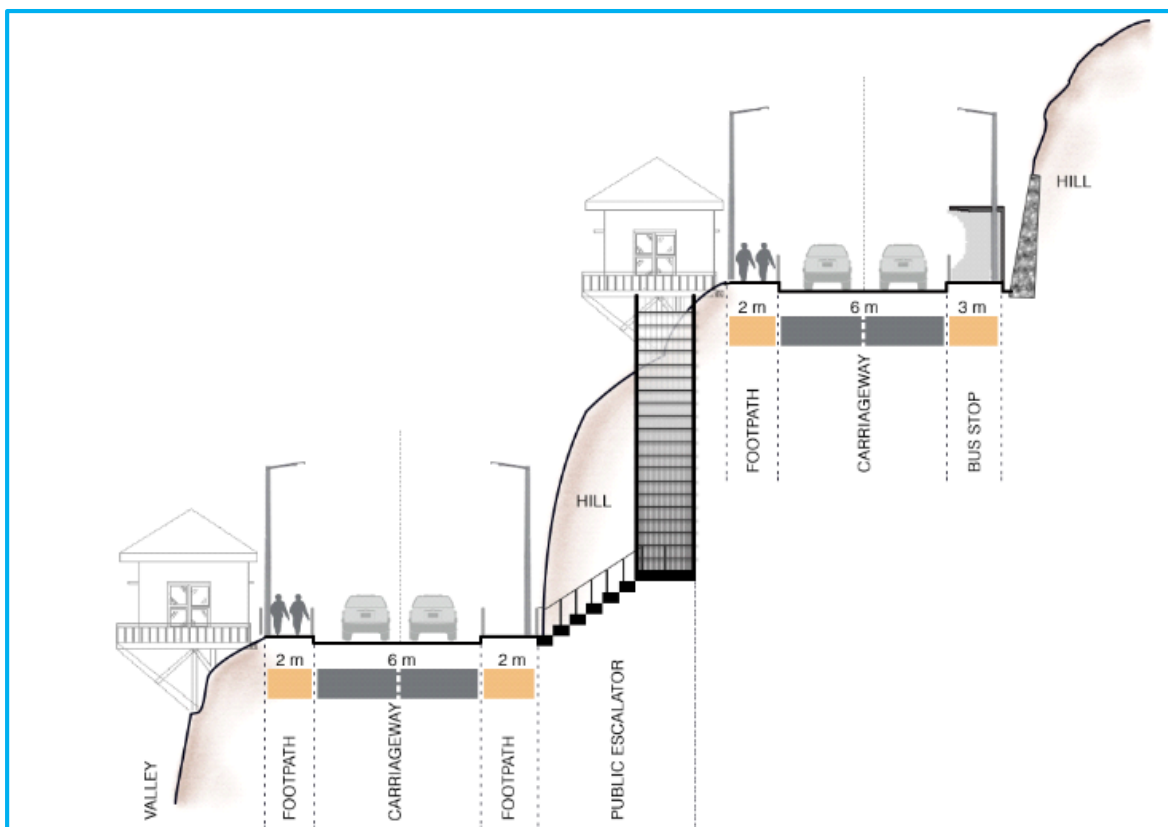 HILL
2 m 6 m 3 m
FOOTPATH
CARRIAGEWAY
BUS STOP
HILL
2 m 6 m 2 m
VALLEY
FOOTPATH
CARRIAGEWAY
FOOTPATH
PUBLIC ESCALATOR